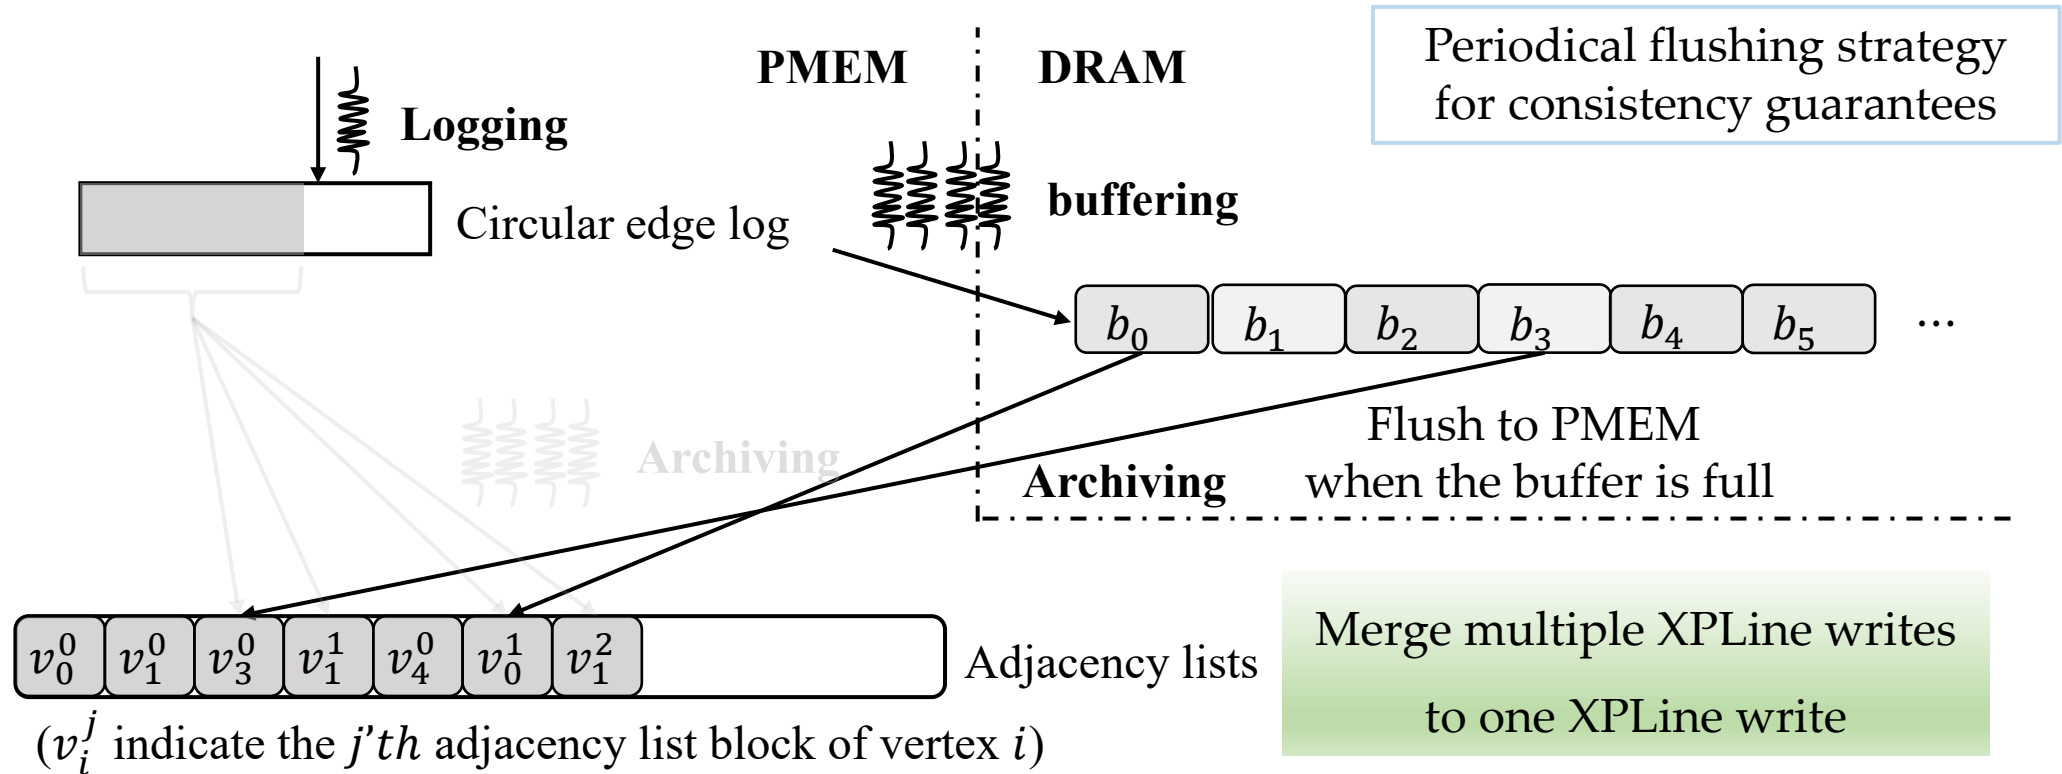 PMEM
DRAM
Periodical flushing strategy
for consistency guarantees
Logging
buffering
Circular edge log
b₀ b₁ b₂ b₃ b₄ b₅ ...
Flush to PMEM
when the buffer is full
Archiving
Archiving
v₀⁰ v₁⁰ v₃⁰ v₁¹ v₄⁰ v₀¹ v₁²
Adjacency lists
(vᵢʲ indicate the j'th adjacency list block of vertex i)
Merge multiple XPLine writes
to one XPLine write